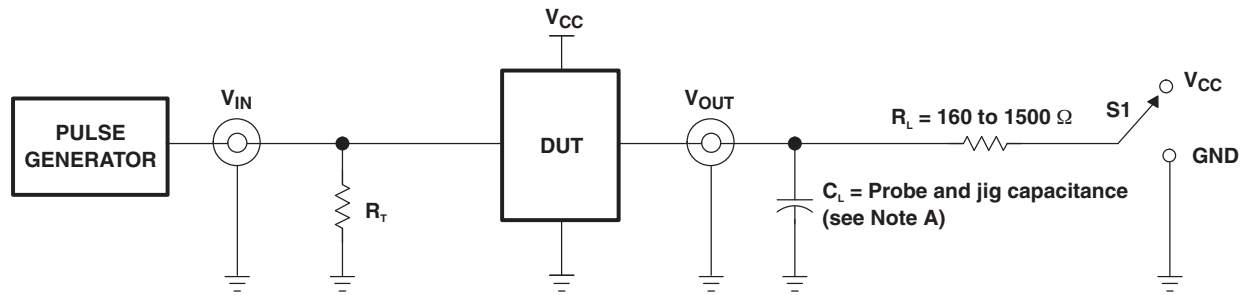 V_CC
V_IN
V_OUT
PULSE
GENERATOR
DUT
R_T
R_L = 160 to 1500 Ω
S1
V_CC
GND
C_L = Probe and jig capacitance
(see Note A)